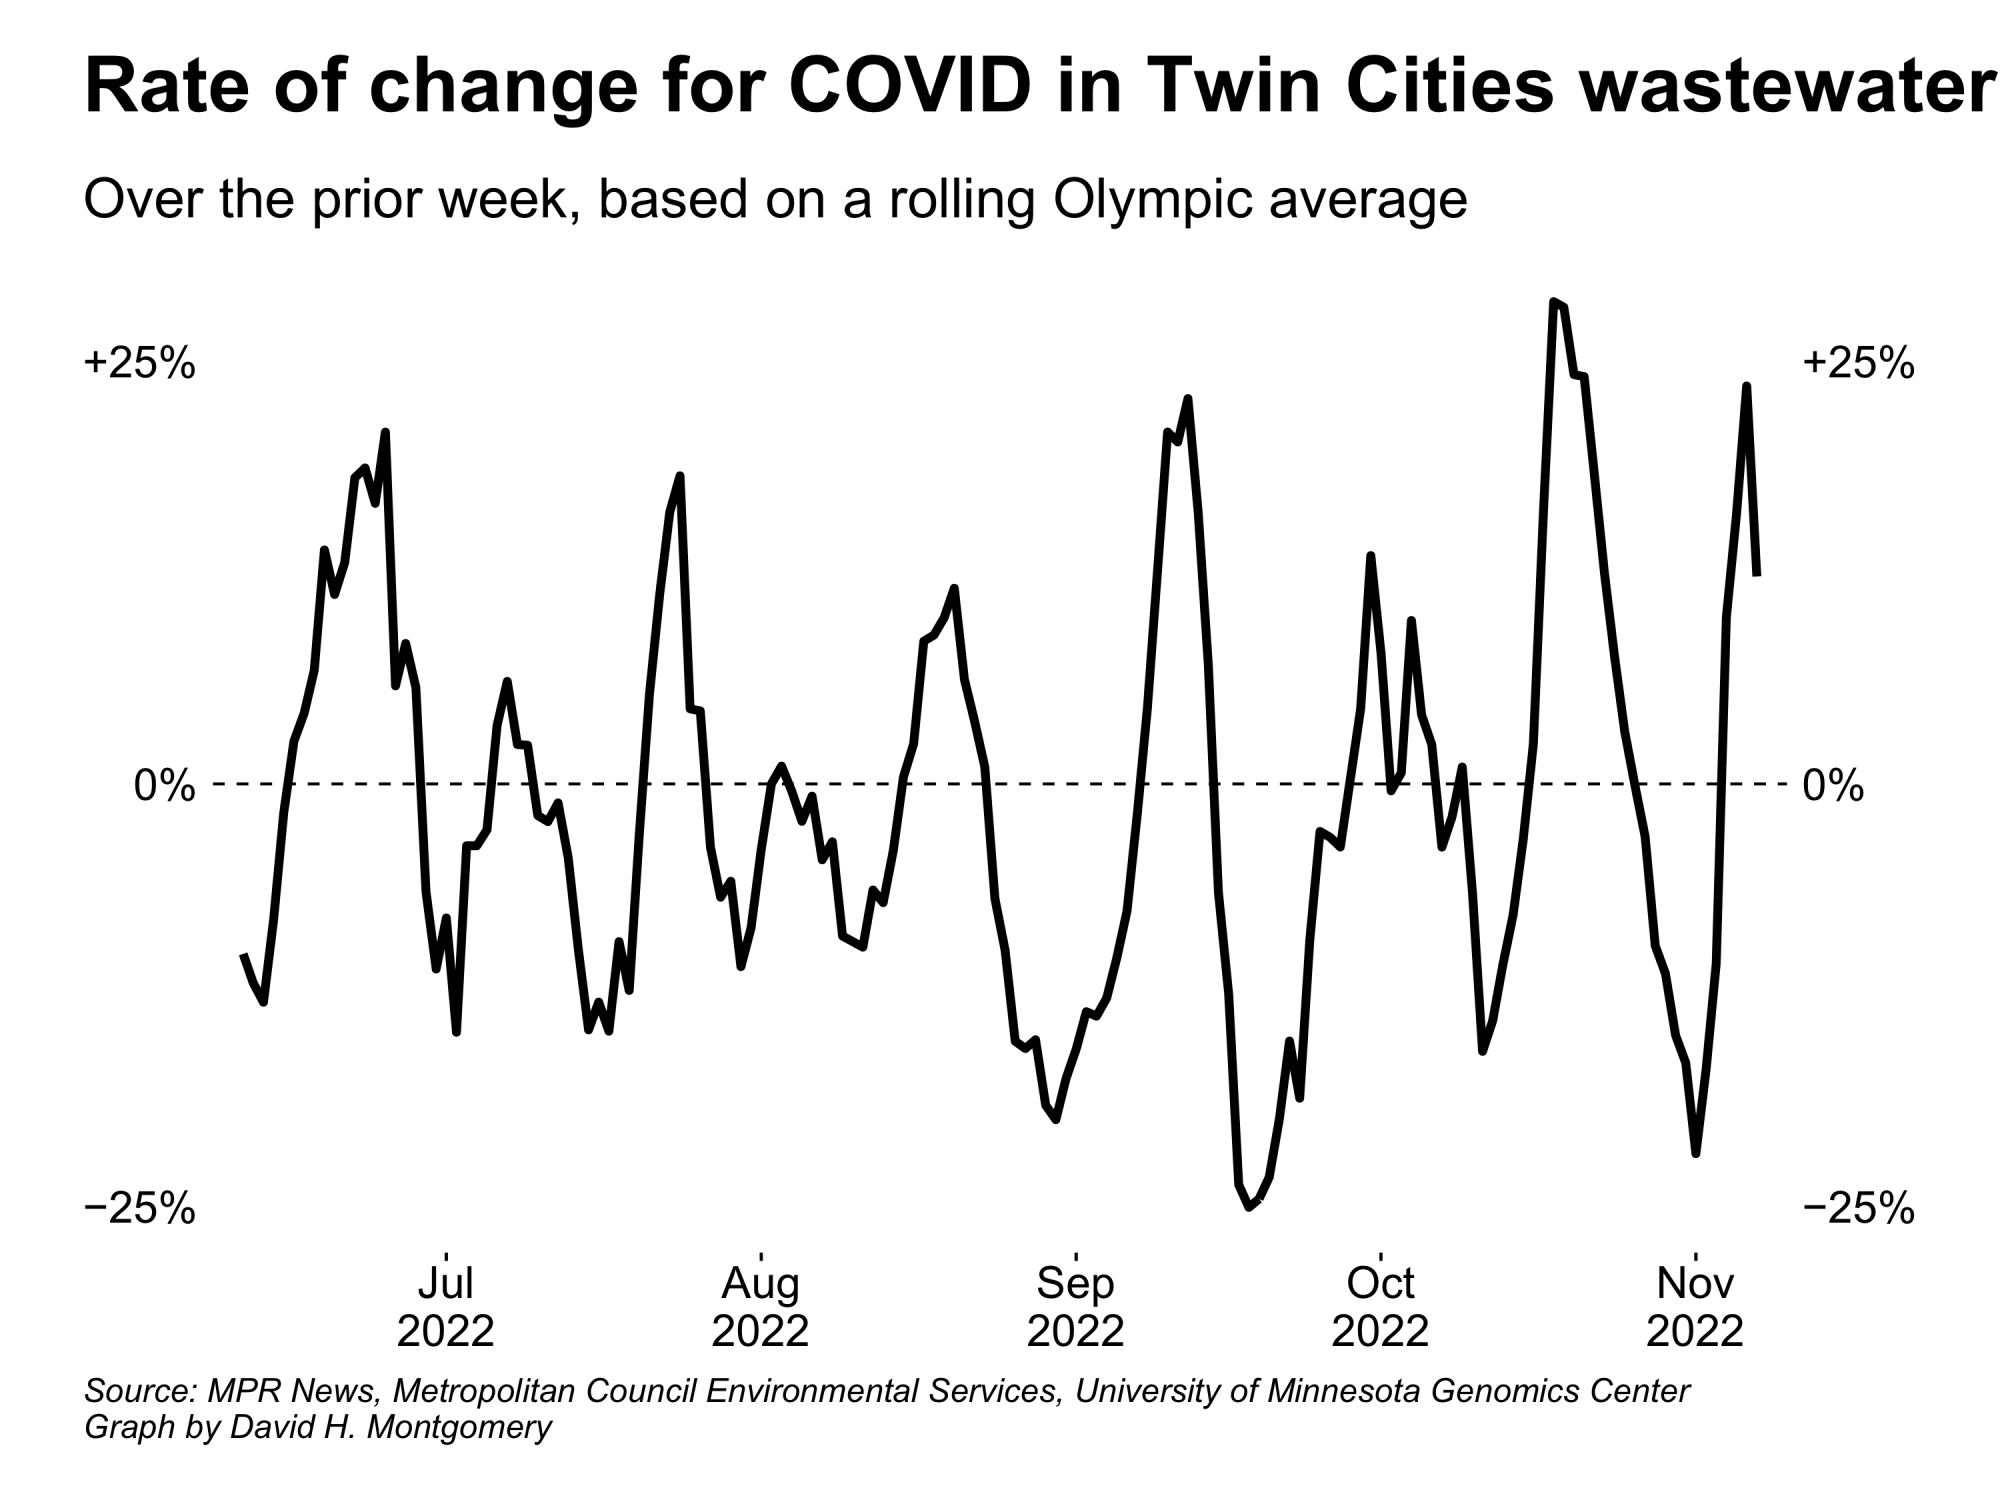 Rate of change for COVID in Twin Cities wastewater
Over the prior week, based on a rolling Olympic average
+25% +25%
0% 0%
−25% −25%
Jul Aug Sep Oct Nov
2022 2022 2022 2022 2022
Source: MPR News, Metropolitan Council Environmental Services, University of Minnesota Genomics Center
Graph by David H. Montgomery